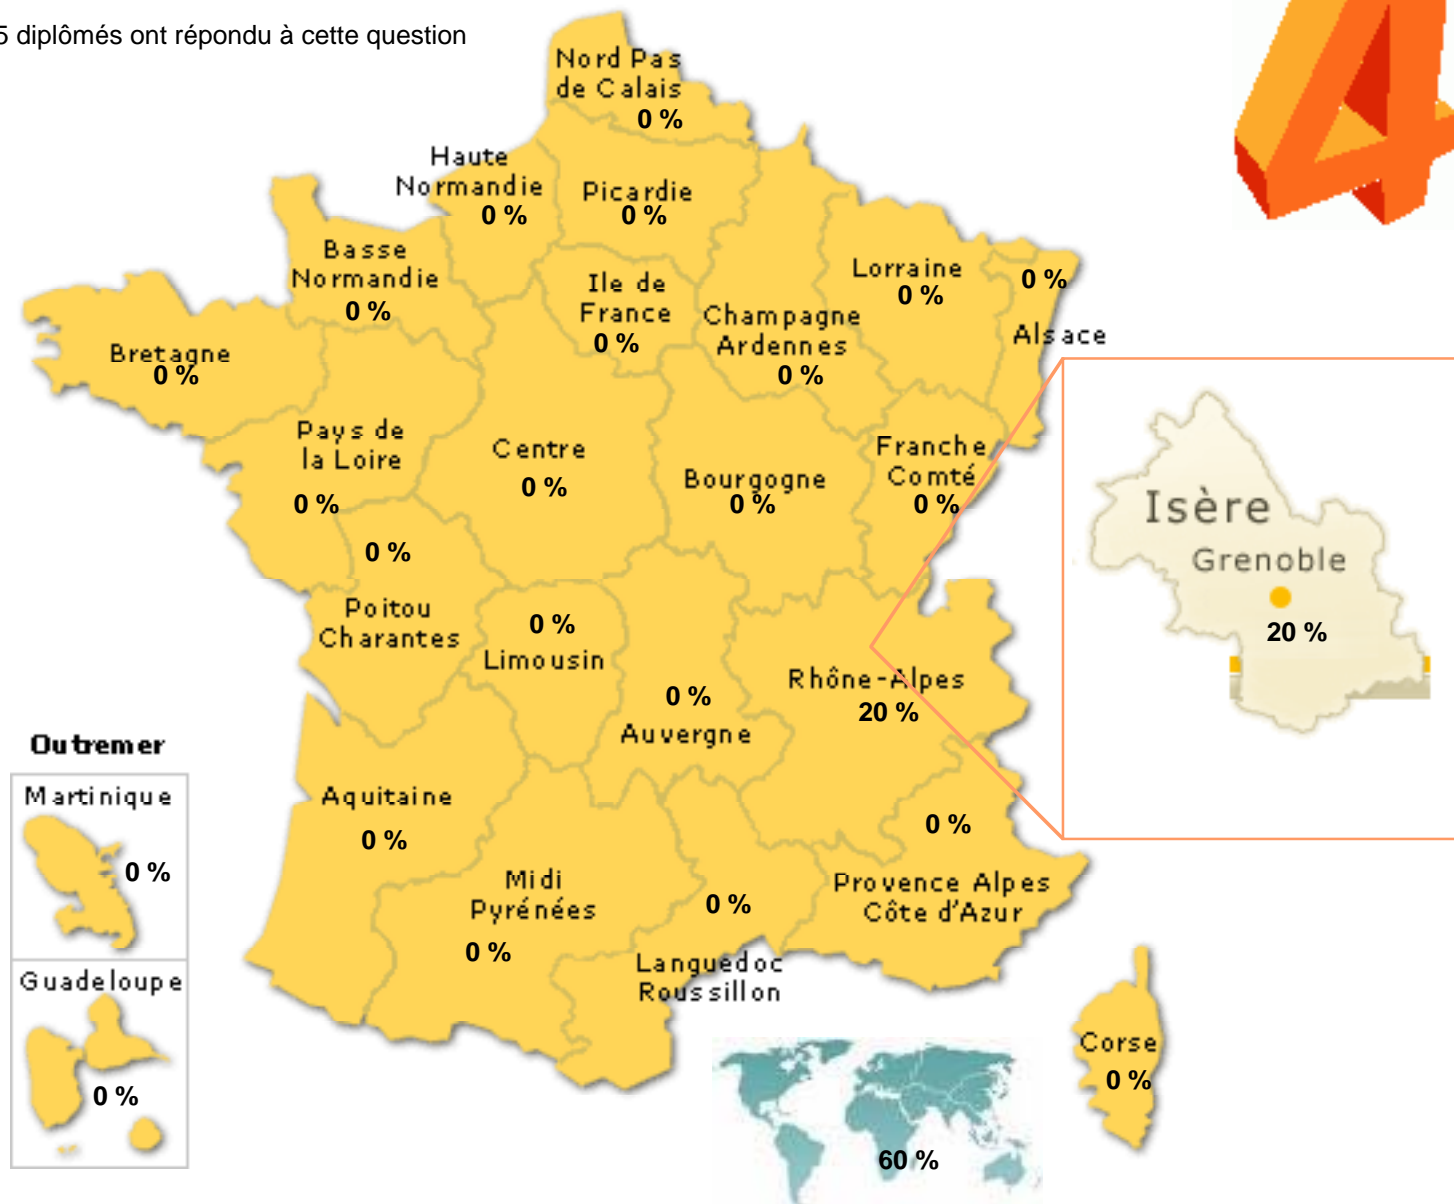 5 diplômés ont répondu à cette question
4
Nord Pas
de Calais
0 %
Haute
Normandie
0 %
Picardie
0 %
Basse
Normandie
0 %
Ile de
France
0 %
Champagne
Ardennes
0 %
Lorraine
0 %
0 %
Alsace
Bretagne
0 %
Pays de
la Loire
0 %
Centre
0 %
Bourgogne
0 %
Franche
Comté
0 %
Isère
Grenoble
20 %
0 %
Poitou
Charantes
0 %
Limousin
0 %
Auvergne
Rhône-Alpes
20 %
Outremer
Martinique
0 %
Guadeloupe
0 %
Aquitaine
0 %
Midi
Pyrénées
0 %
0 %
Languedoc
Roussillon
0 %
Provence Alpes
Côte d'Azur
Corse
0 %
60 %